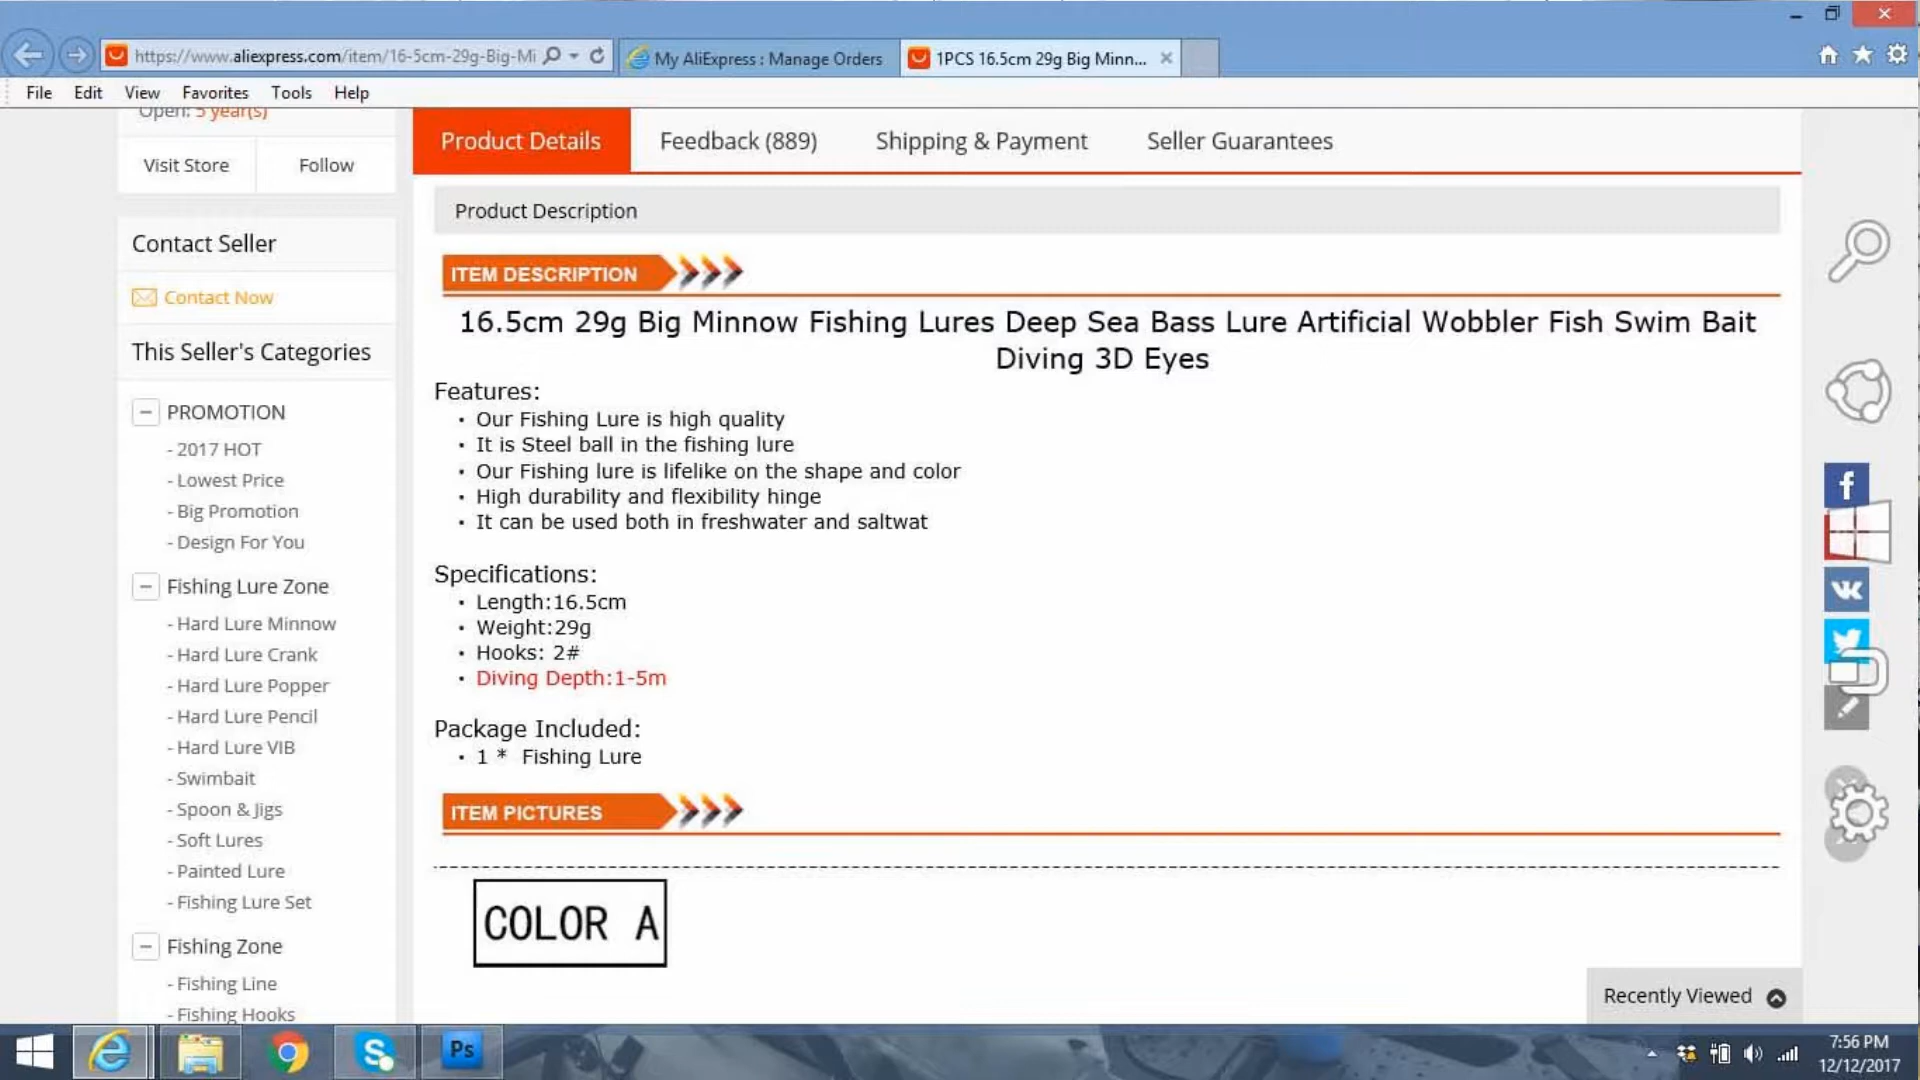 https://www.aliexpress.com/item/16-5cm-29g-Big-Mi
My AliExpress : Manage Orders
1PCS 16.5cm 29g Big Minn...
File Edit View Favorites Tools Help
Open: 5 year(s)
Visit Store
Follow
Contact Seller
Contact Now
This Seller's Categories
PROMOTION
- 2017 HOT
- Lowest Price
- Big Promotion
- Design For You
Fishing Lure Zone
- Hard Lure Minnow
- Hard Lure Crank
- Hard Lure Popper
- Hard Lure Pencil
- Hard Lure VIB
- Swimbait
- Spoon & Jigs
- Soft Lures
- Painted Lure
- Fishing Lure Set
Fishing Zone
- Fishing Line
- Fishing Hooks
Product Details
Feedback (889)
Shipping & Payment
Seller Guarantees
Product Description
ITEM DESCRIPTION
16.5cm 29g Big Minnow Fishing Lures Deep Sea Bass Lure Artificial Wobbler Fish Swim Bait
Diving 3D Eyes
Features:
· Our Fishing Lure is high quality
· It is Steel ball in the fishing lure
· Our Fishing lure is lifelike on the shape and color
· High durability and flexibility hinge
· It can be used both in freshwater and saltwat
Specifications:
· Length:16.5cm
· Weight:29g
· Hooks: 2#
· Diving Depth:1-5m
Package Included:
· 1 * Fishing Lure
ITEM PICTURES
COLOR A
Recently Viewed
Ps
7:56 PM
12/12/2017